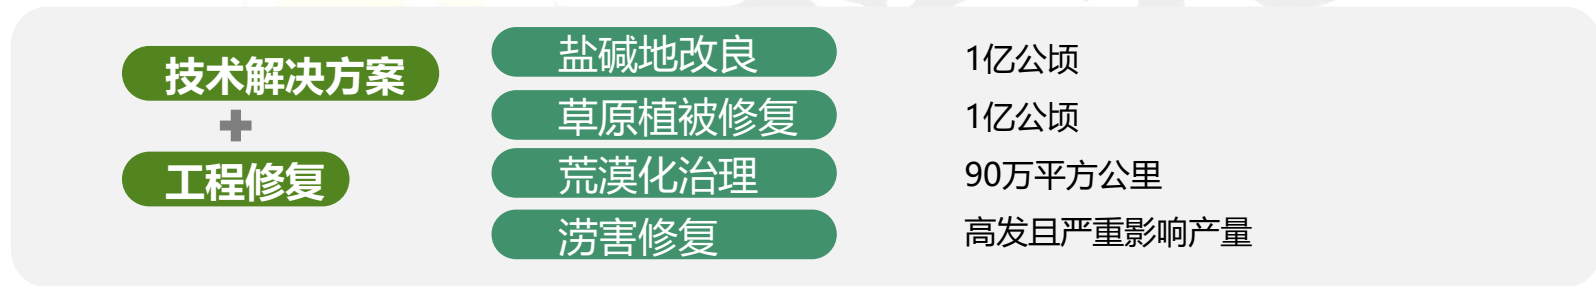 技术解决方案
+
工程修复
盐碱地改良 1亿公顷
草原植被修复 1亿公顷
荒漠化治理 90万平方公里
涝害修复 高发且严重影响产量